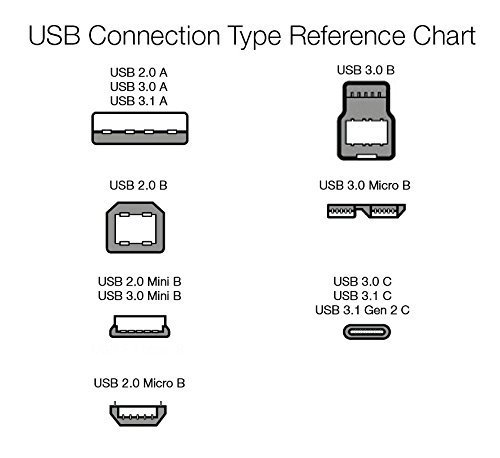 USB Connection Type Reference Chart
USB 2.0 A
USB 3.0 A
USB 3.1 A
USB 3.0 B
USB 2.0 B
USB 3.0 Micro B
USB 2.0 Mini B
USB 3.0 Mini B
USB 3.0 C
USB 3.1 C
USB 3.1 Gen 2 C
USB 2.0 Micro B